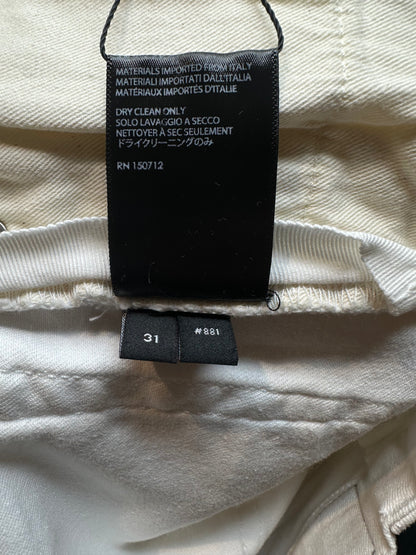 MATERIALS IMPORTED FROM ITALY
MATERIALI IMPORTATI DALL'ITALIA
MATÉRIAUX IMPORTÉS D'ITALIE
DRY CLEAN ONLY
SOLO LAVAGGIO A SECCO
NETTOYER À SEC SEULEMENT
ドライクリーニングのみ
RN 150712
31
#881